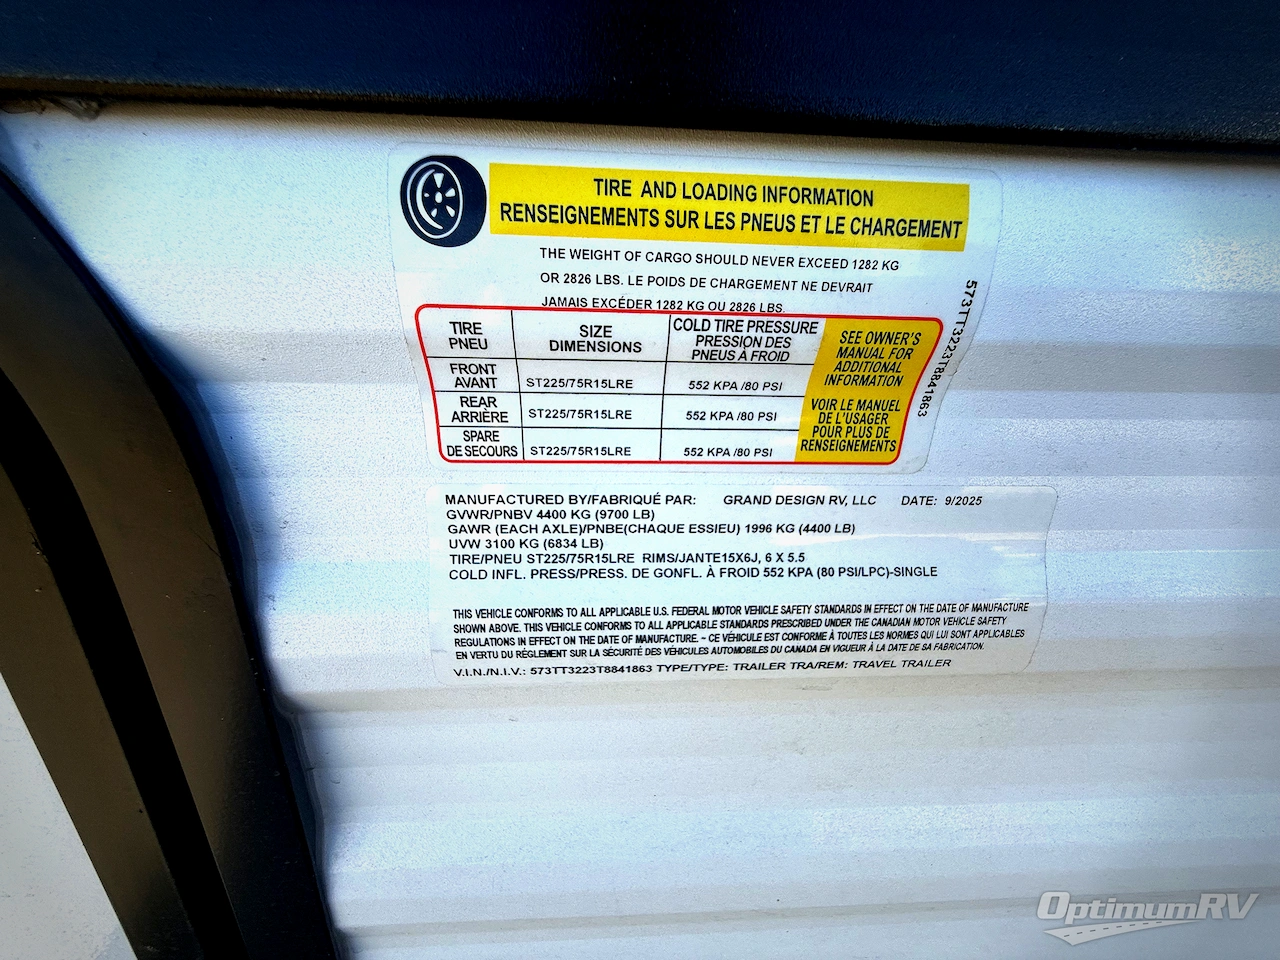 TIRE AND LOADING INFORMATION
RENSEIGNEMENTS SUR LES PNEUS ET LE CHARGEMENT
THE WEIGHT OF CARGO SHOULD NEVER EXCEED 1282 KG
OR 2826 LBS. LE POIDS DE CHARGEMENT NE DEVRAIT
JAMAIS EXCÉDER 1282 KG OU 2826 LBS.
TIRE PNEU SIZE DIMENSIONS COLD TIRE PRESSURE PRESSION DES PNEUS À FROID
FRONT AVANT ST225/75R15LRE 552 KPA /80 PSI
REAR ARRIÈRE ST225/75R15LRE 552 KPA /80 PSI
SPARE DE SECOURS ST225/75R15LRE 552 KPA /80 PSI
SEE OWNER'S
MANUAL FOR
ADDITIONAL
INFORMATION
VOIR LE MANUEL
DE L'USAGER
POUR PLUS DE
RENSEIGNEMENTS
573TT3223T8841863
MANUFACTURED BY/FABRIQUÉ PAR: GRAND DESIGN RV, LLC DATE: 9/2025
GVWR/PNBV 4400 KG (9700 LB)
GAWR (EACH AXLE)/PNBE(CHAQUE ESSIEU) 1996 KG (4400 LB)
UVW 3100 KG (6834 LB)
TIRE/PNEU ST225/75R15LRE RIMS/JANTE15X6J, 6 X 5.5
COLD INFL. PRESS/PRESS. DE GONFL. À FROID 552 KPA (80 PSI/LPC)-SINGLE
THIS VEHICLE CONFORMS TO ALL APPLICABLE U.S. FEDERAL MOTOR VEHICLE SAFETY STANDARDS IN EFFECT ON THE DATE OF MANUFACTURE
SHOWN ABOVE. THIS VEHICLE CONFORMS TO ALL APPLICABLE STANDARDS PRESCRIBED UNDER THE CANADIAN MOTOR VEHICLE SAFETY
REGULATIONS IN EFFECT ON THE DATE OF MANUFACTURE. ~ CE VÉHICULE EST CONFORME À TOUTES LES NORMES QUI LUI SONT APPLICABLES
EN VERTU DU RÉGLEMENT SUR LA SÉCURITÉ DES VÉHICULES AUTOMOBILES DU CANADA EN VIGUEUR À LA DATE DE SA FABRICATION.
V.I.N./N.I.V.: 573TT3223T8841863 TYPE/TYPE: TRAILER TRA/REM: TRAVEL TRAILER
OptimumRV